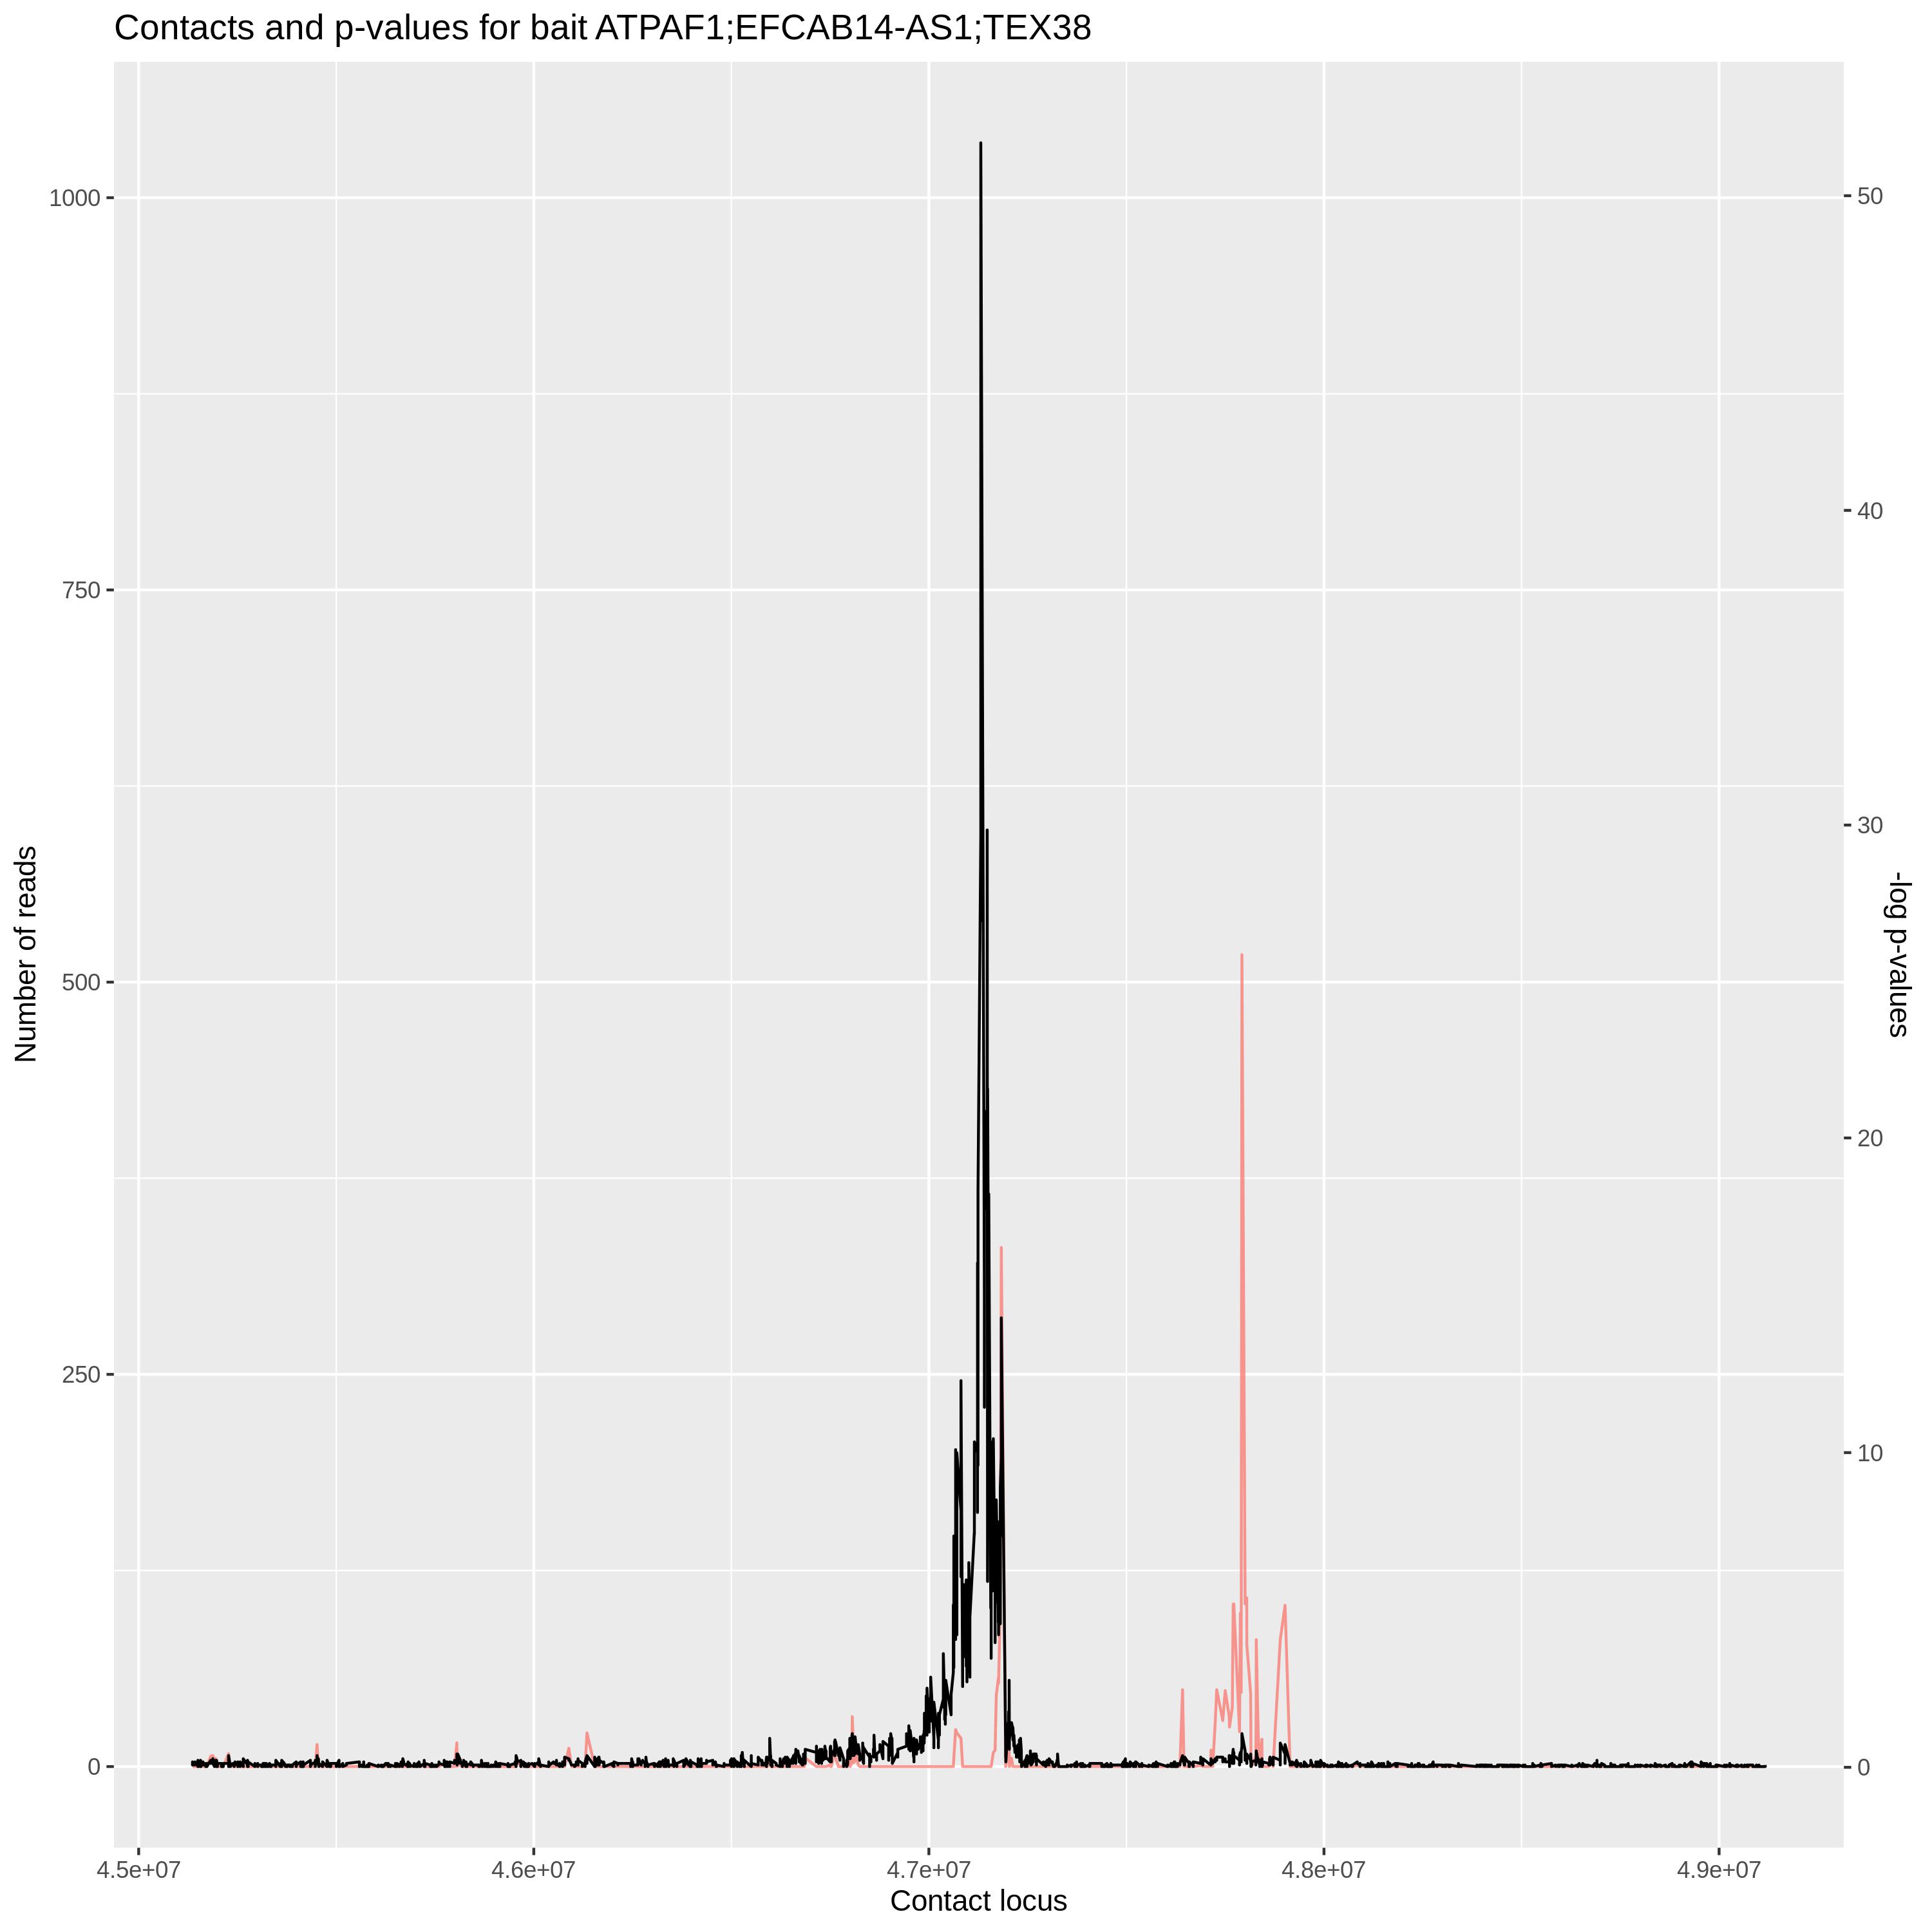 Contacts and p-values for bait ATPAF1;EFCAB14-AS1;TEX38
1000
750
500
250
0
Number of reads
50
40
30
20
10
0
-log p-values
4.5e+07
4.6e+07
4.7e+07
4.8e+07
4.9e+07
Contact locus